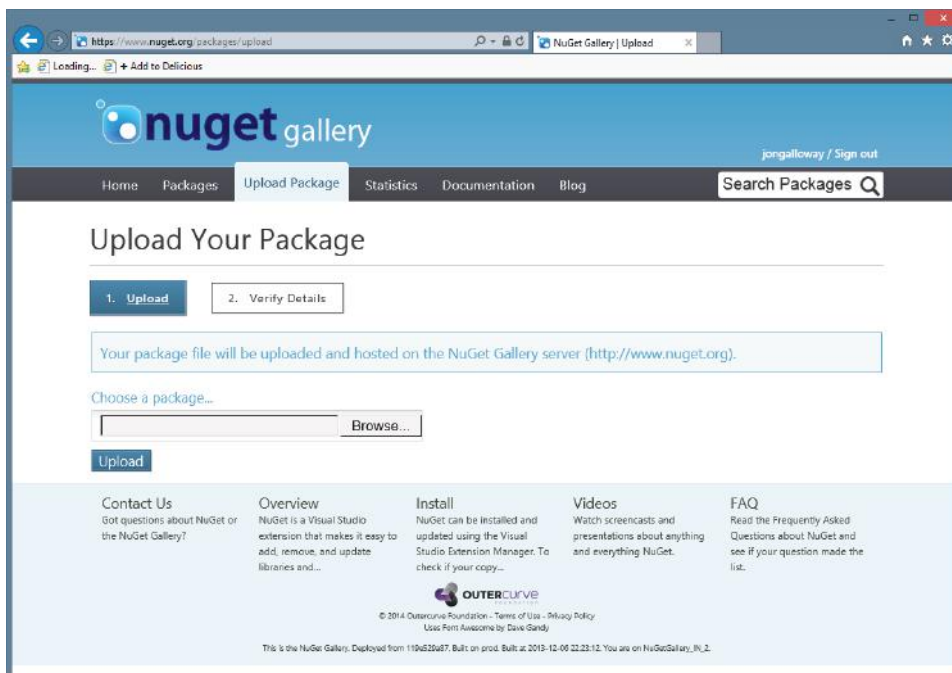 https://www.nuget.org/packages/upload
NuGet Gallery | Upload
Loading... + Add to Delicious
nuget gallery
jongalloway / Sign out
Home Packages Upload Package Statistics Documentation Blog Search Packages
Upload Your Package
1. Upload 2. Verify Details
Your package file will be uploaded and hosted on the NuGet Gallery server (http://www.nuget.org).
Choose a package...
Browse...
Upload
Contact Us
Got questions about NuGet or
the NuGet Gallery?
Overview
NuGet is a Visual Studio
extension that makes it easy to
add, remove, and update
libraries and...
Install
NuGet can be installed and
updated using the Visual
Studio Extension Manager. To
check if your copy...
Videos
Watch screencasts and
presentations about anything
and everything NuGet.
FAQ
Read the Frequently Asked
Questions about NuGet and
see if your question made the
list.
OUTERCURVE
FOUNDATION
© 2014 Outercurve Foundation - Terms of Use - Privacy Policy
Uses Font Awesome by Dave Gandy
This is the NuGet Gallery. Deployed from 119e529a87. Built on prod. Built at 2013-12-06 22:23:12. You are on NuGetGallery_IN_2.